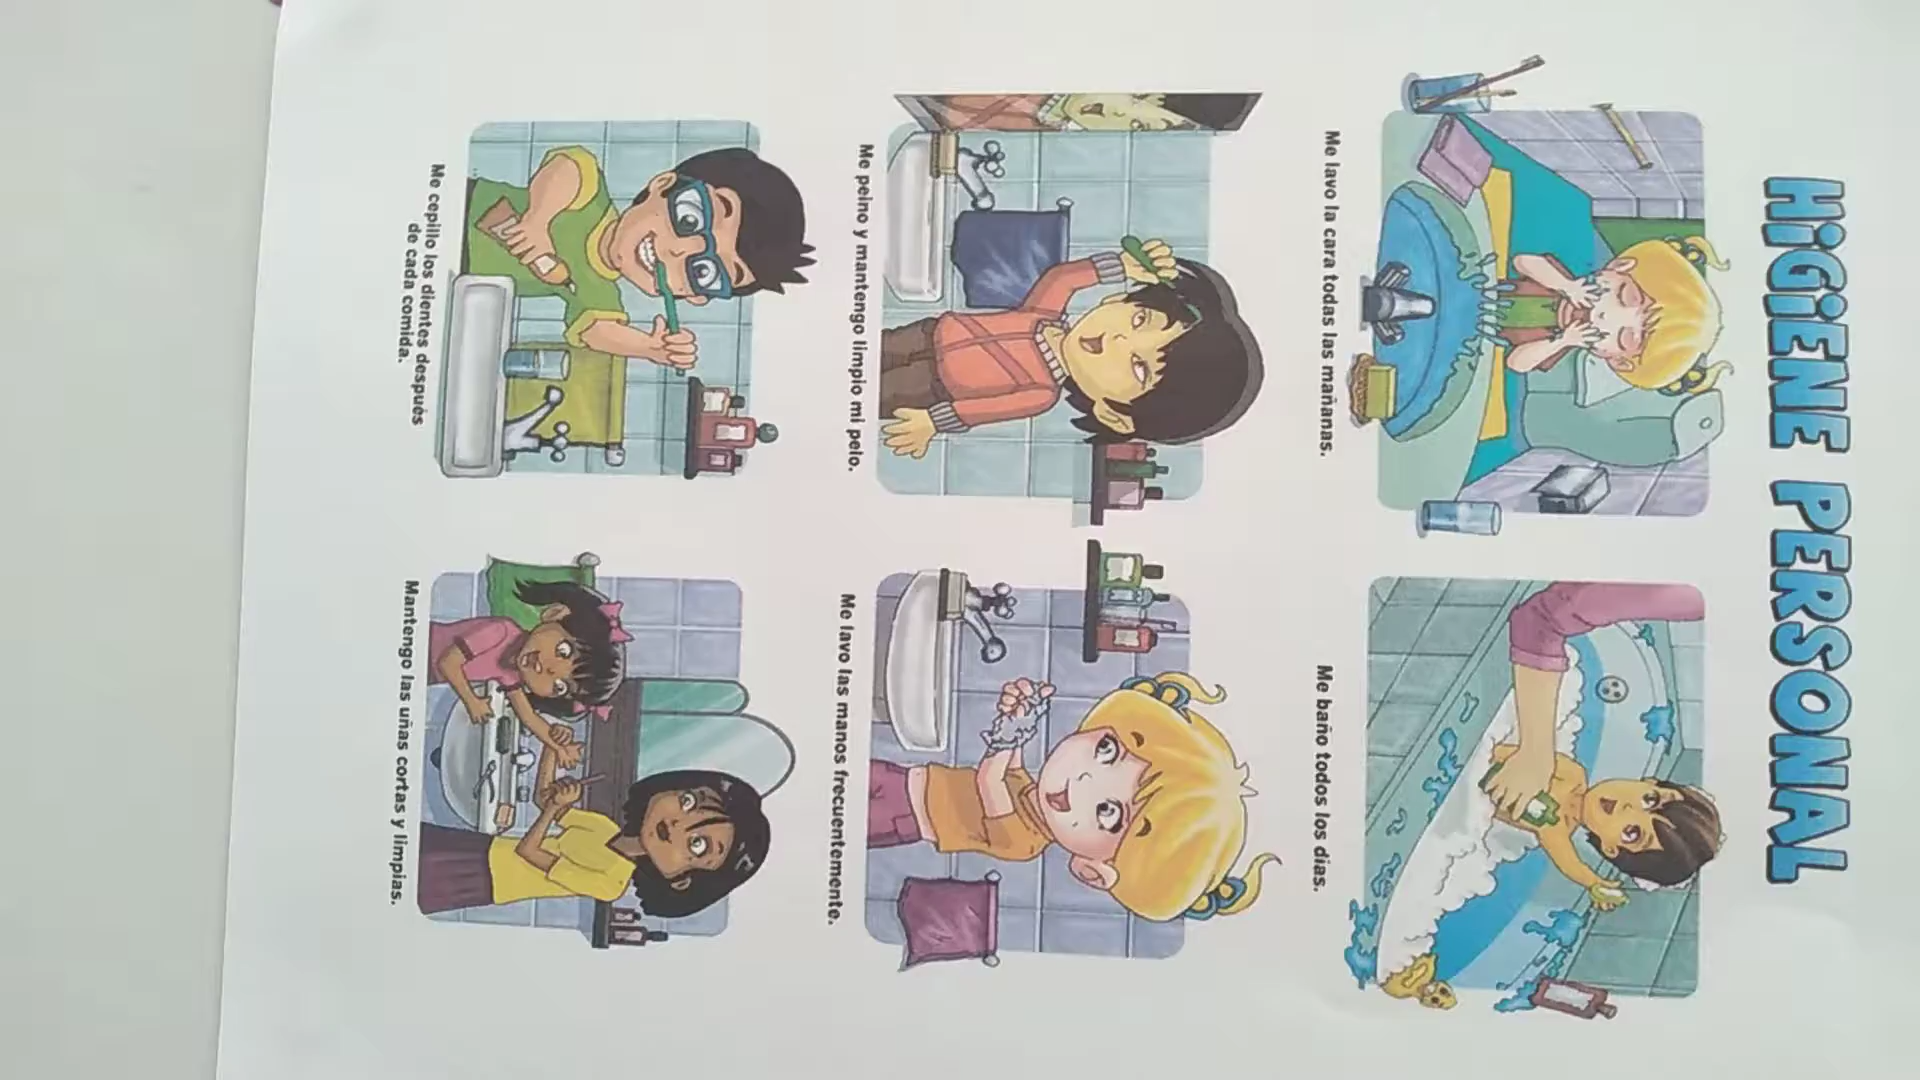 HIGIENE PERSONAL
Me lavo la cara todas las mañanas.
Me baño todos los dias.
Me peino y mantengo limpio mi pelo.
Me lavo las manos frecuentemente.
Me cepillo los dientes después
de cada comida.
Mantengo las uñas cortas y limpias.